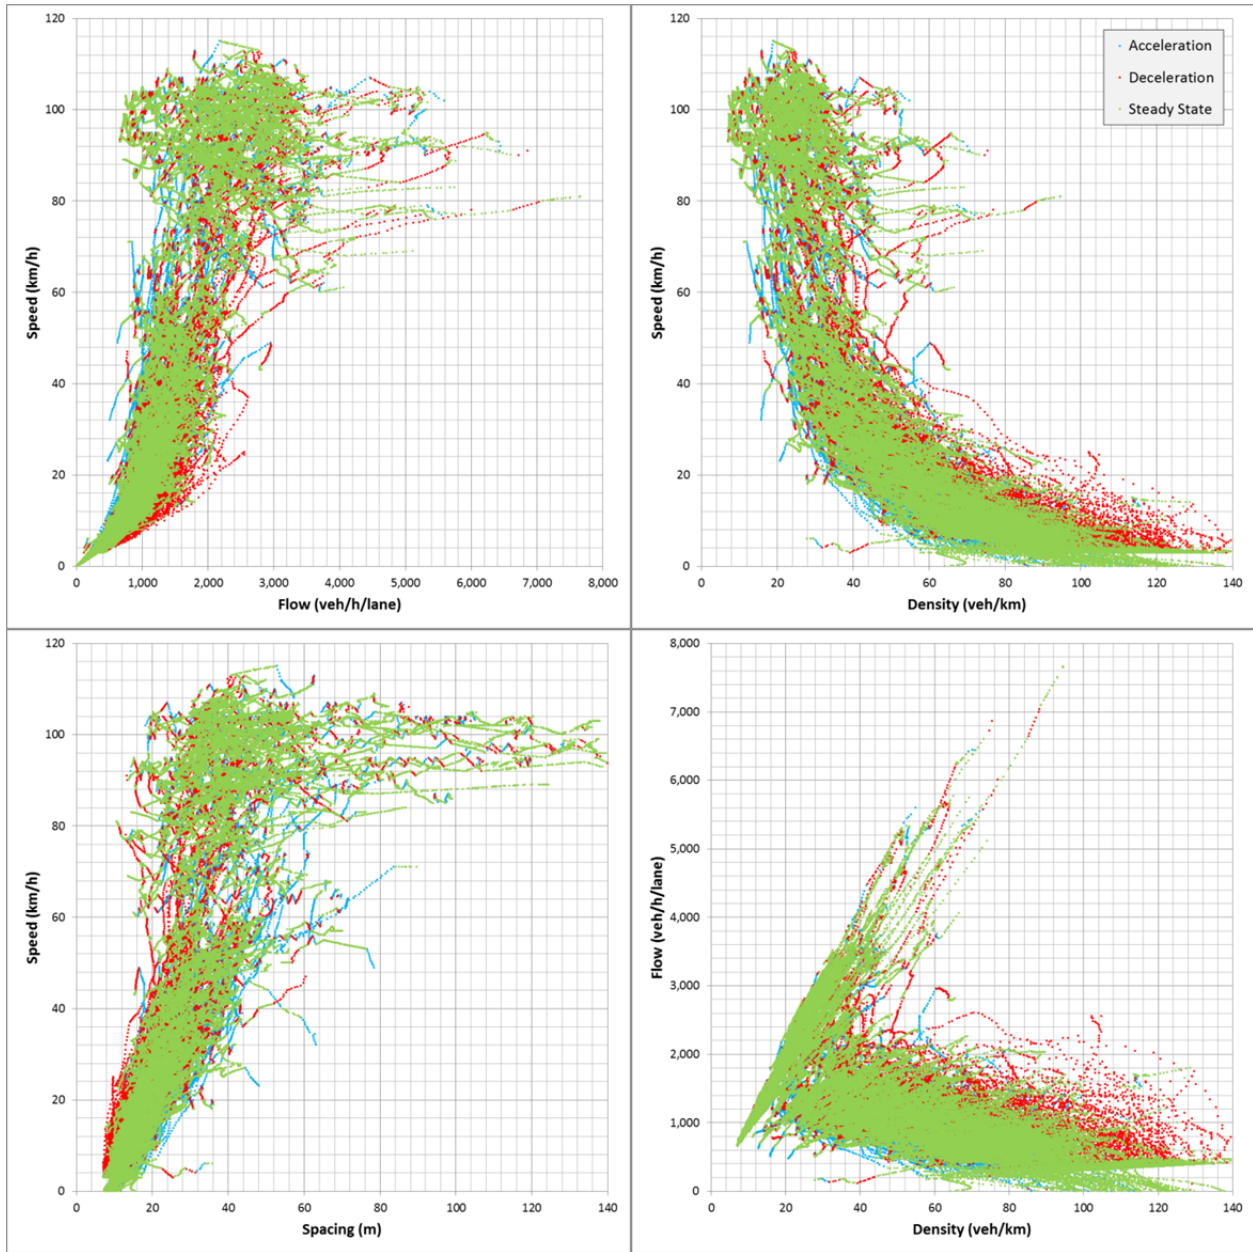 120
100
80
60
40
20
0
Speed (km/h)
0 1,000 2,000 3,000 4,000 5,000 6,000 7,000 8,000
Flow (veh/h/lane)
120
100
80
60
40
20
0
Speed (km/h)
Acceleration
Deceleration
Steady State
0 20 40 60 80 100 120 140
Density (veh/km)
120
100
80
60
40
20
0
Speed (km/h)
0 20 40 60 80 100 120 140
Spacing (m)
8,000
7,000
6,000
5,000
4,000
3,000
2,000
1,000
0
Flow (veh/h/lane)
0 20 40 60 80 100 120 140
Density (veh/km)